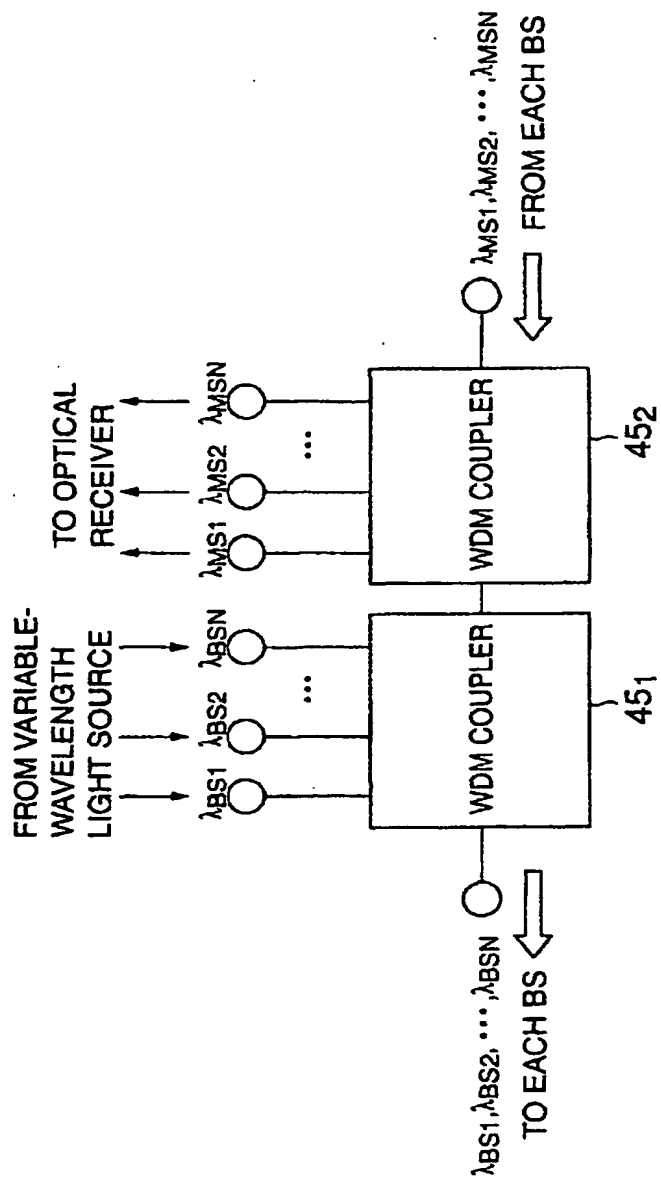 FROM VARIABLE-
WAVELENGTH
LIGHT SOURCE
TO OPTICAL
RECEIVER
λBS1 λBS2 λBSN
λMS1 λMS2 λMSN
... ...
WDM COUPLER
WDM COUPLER
λBS1,λBS2, ··· ,λBSN
TO EACH BS
λMS1,λMS2, ··· ,λMSN
FROM EACH BS
451
452